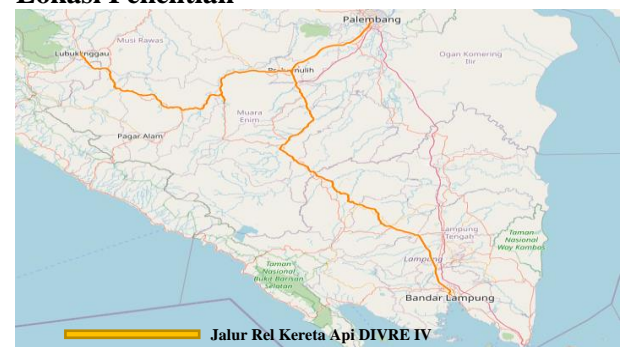 Lokasi Penelitian
Palembang
Musi Rawas
Lubuklinggau
Ogan Komering
Ilir
Muara
Enim
Pagar Alam
Lampung
Tengah
Taman
Nasional
Way Kambas
Lampung
Taman
Nasional
Bukit Barisan
Selatan
Bandar Lampung
Jalur Rel Kereta Api DIVRE IV